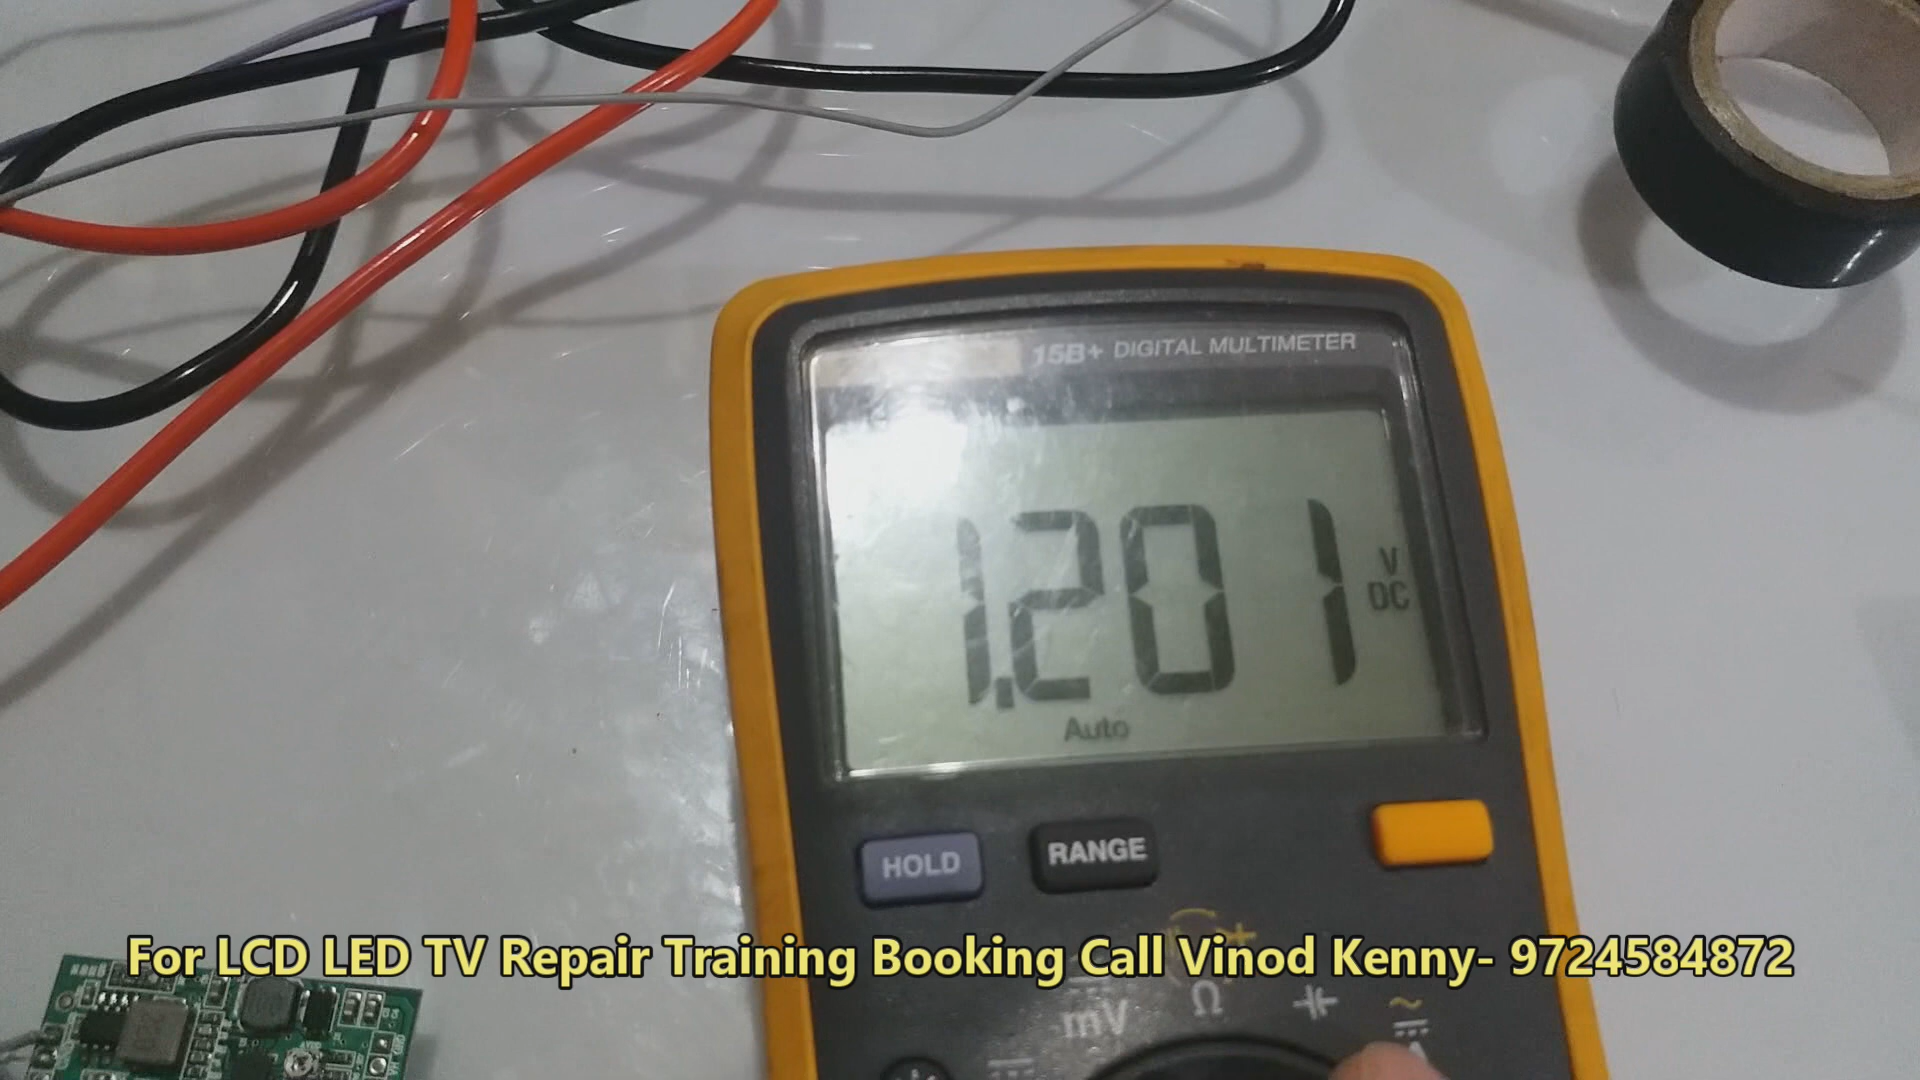 15B+ DIGITAL MULTIMETER
1.201
V
DC
Auto
HOLD
RANGE
For LCD LED TV Repair Training Booking Call Vinod Kenny- 9724584872
mV
Ω